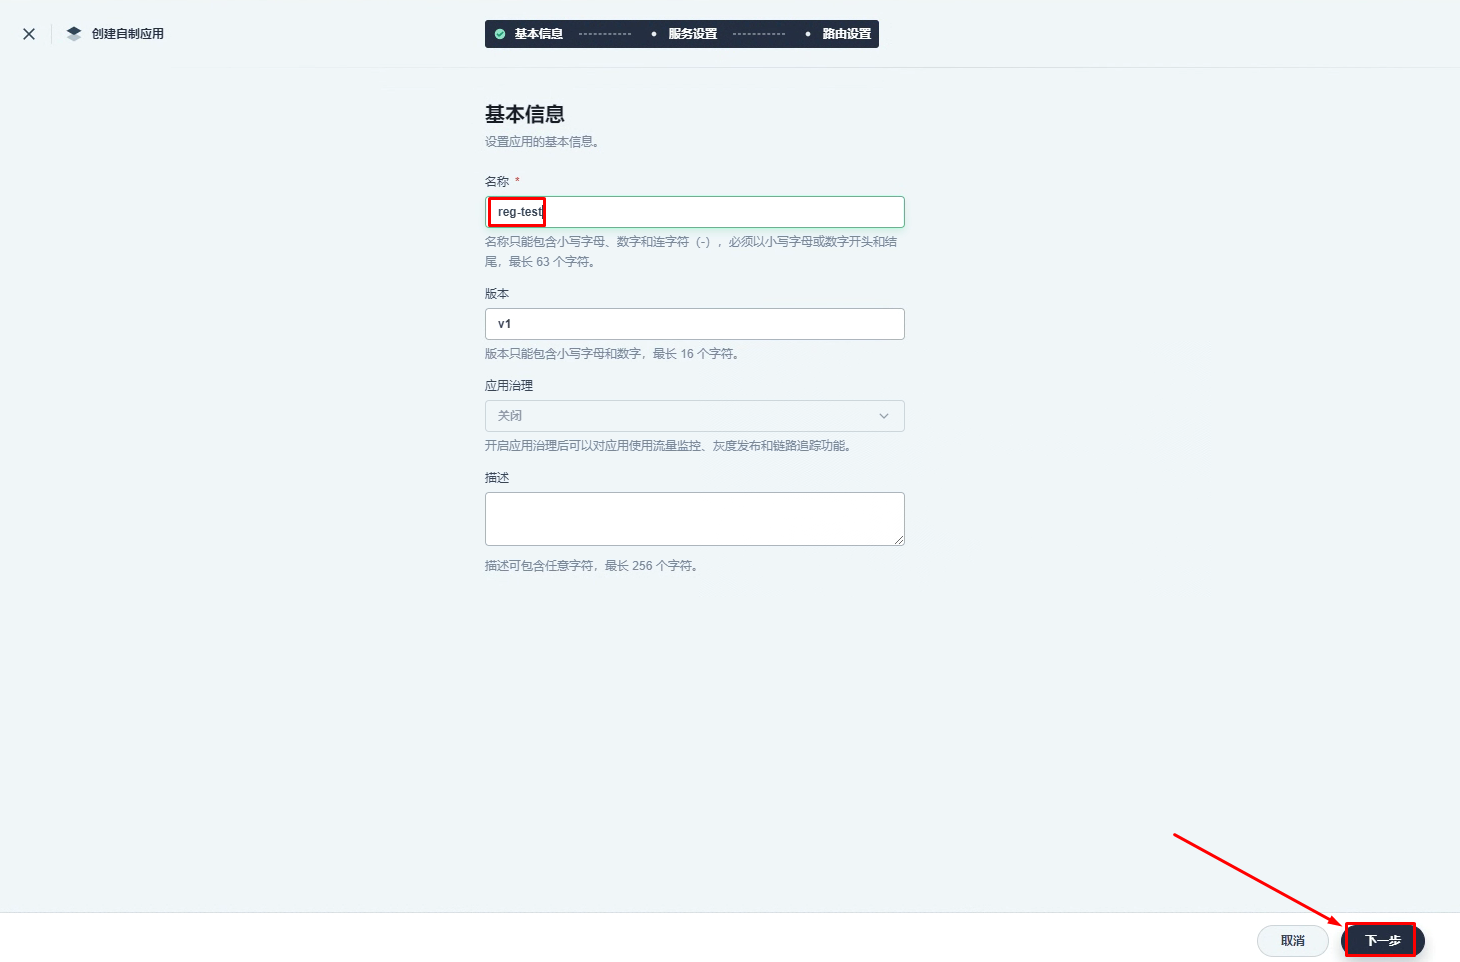 创建自制应用
基本信息 服务设置 路由设置
基本信息
设置应用的基本信息。
名称 *
reg-test
名称只能包含小写字母、数字和连字符（-），必须以小写字母或数字开头和结
尾，最长 63 个字符。
版本
v1
版本只能包含小写字母和数字，最长 16 个字符。
应用治理
关闭
开启应用治理后可以对应用使用流量监控、灰度发布和链路追踪功能。
描述
描述可包含任意字符，最长 256 个字符。
取消 下一步